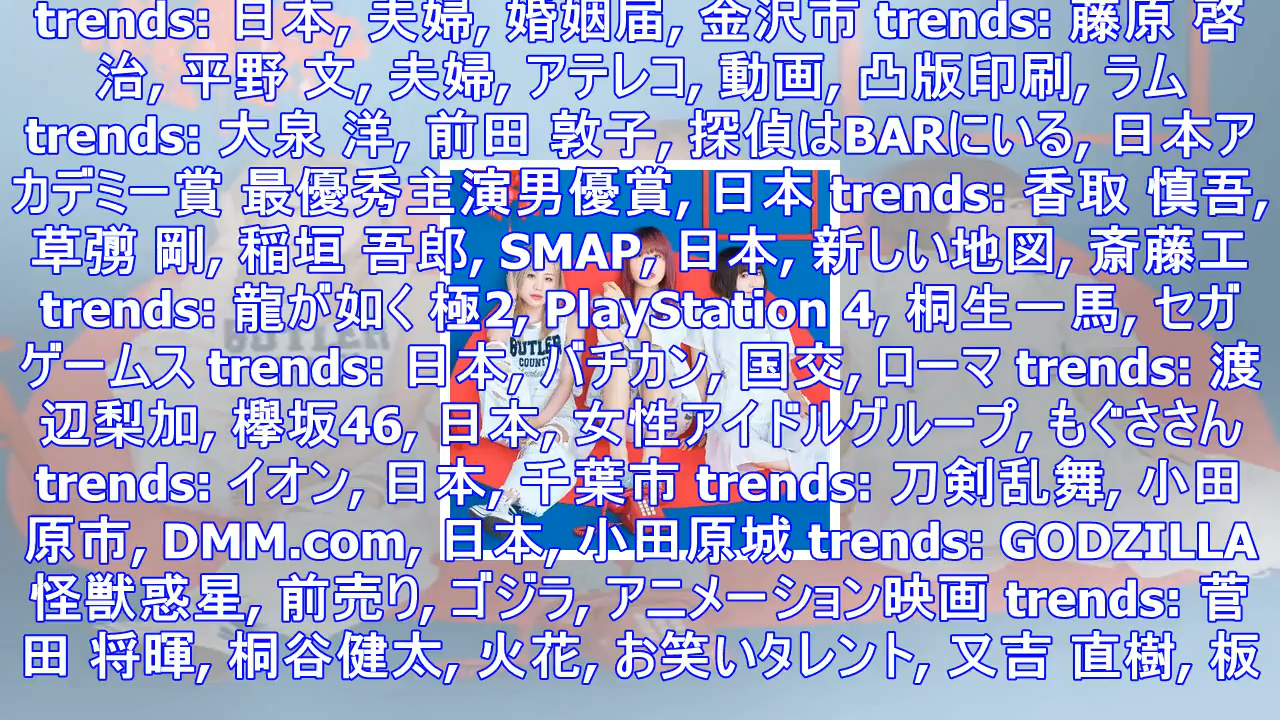 trends: 日本, 夫婦, 婚姻届, 金沢市 trends: 藤原 啓
治, 平野 文, 夫婦, アテレコ, 動画, 凸版印刷, ラム
trends: 大泉 洋, 前田 敦子, 探偵はBARにいる, 日本ア
カデミー賞 最優秀主演男優賞, 日本 trends: 香取 慎吾,
草彅 剛, 稲垣 吾郎, SMAP, 日本, 新しい地図, 斎藤工
trends: 龍が如く 極2, PlayStation 4, 桐生一馬, セガ
ゲームス trends: 日本, バチカン, 国交, ローマ trends: 渡
辺梨加, 欅坂46, 日本, 女性アイドルグループ, もぐささん
trends: イオン, 日本, 千葉市 trends: 刀剣乱舞, 小田
原市, DMM.com, 日本, 小田原城 trends: GODZILLA
怪獣惑星, 前売り, ゴジラ, アニメーション映画 trends: 菅
田 将暉, 桐谷健太, 火花, お笑いタレント, 又吉 直樹, 板
BUTLER
COUNTY